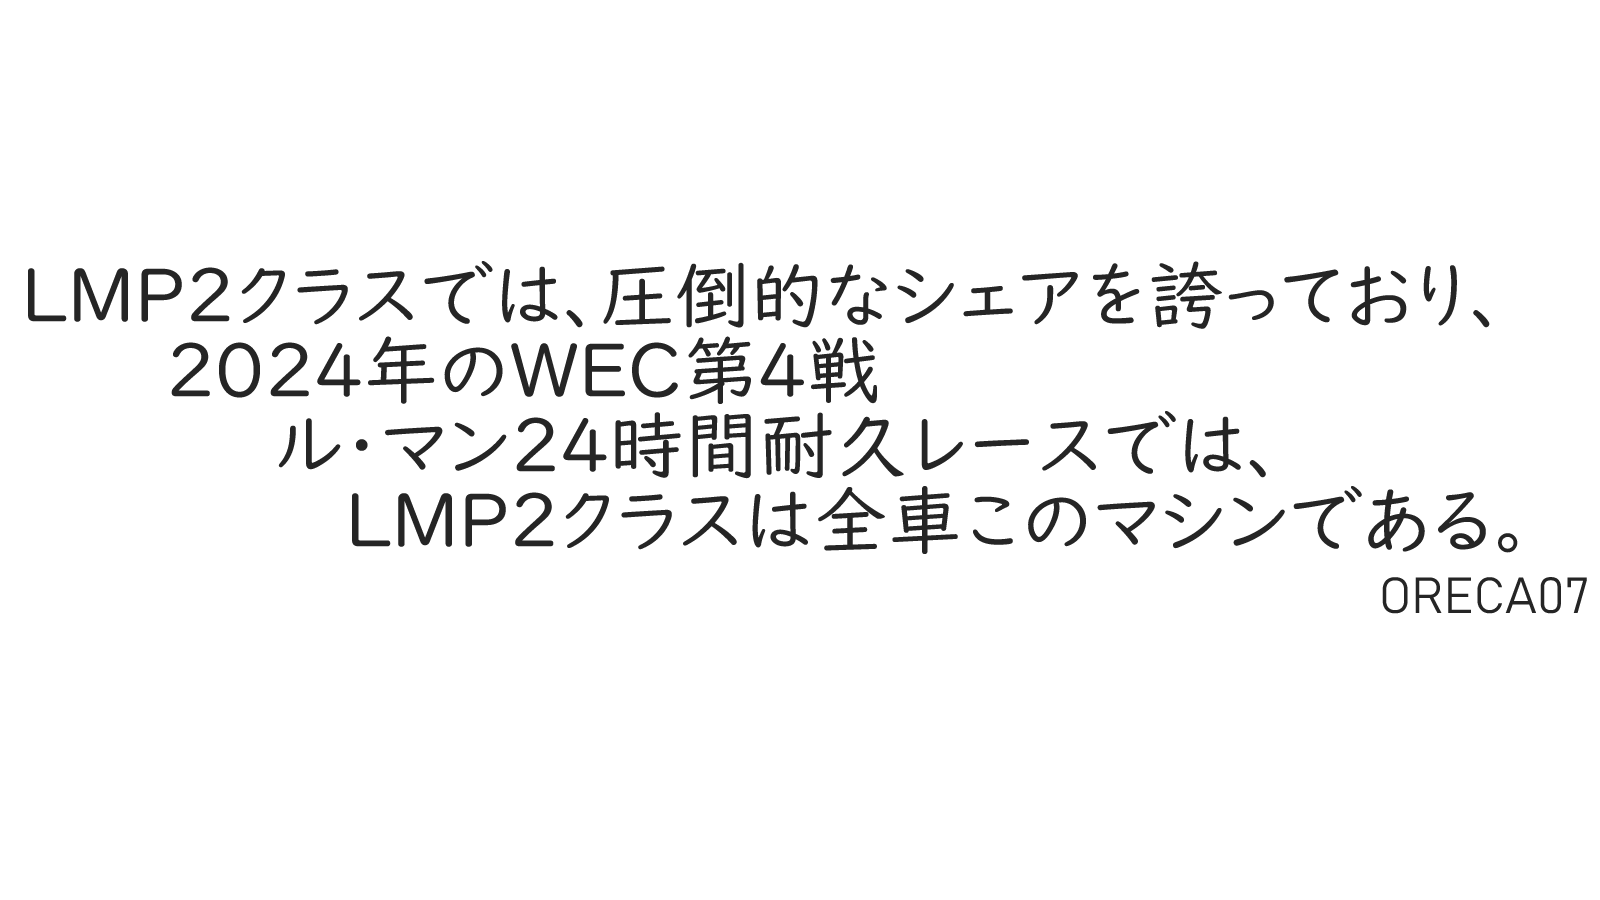 LMP2クラスでは、圧倒的なシェアを誇っており、
2024年のWEC第4戦
ル・マン24時間耐久レースでは、
LMP2クラスは全車このマシンである。
ORECA07